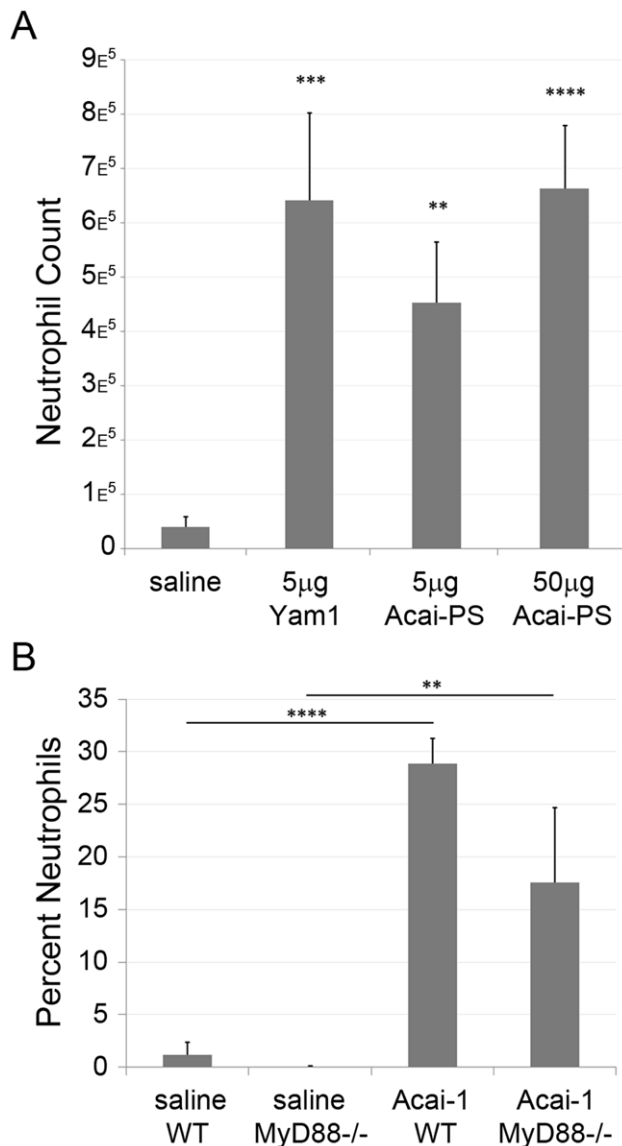 A
Neutrophil Count
9E⁵
8E⁵
7E⁵
6E⁵
5E⁵
4E⁵
3E⁵
2E⁵
1E⁵
0
***
**
****
saline
5μg
Yam1
5μg
Acai-PS
50μg
Acai-PS
B
Percent Neutrophils
35
30
25
20
15
10
5
0
**
****
saline
WT
saline
MyD88-/-
Acai-1
WT
Acai-1
MyD88-/-